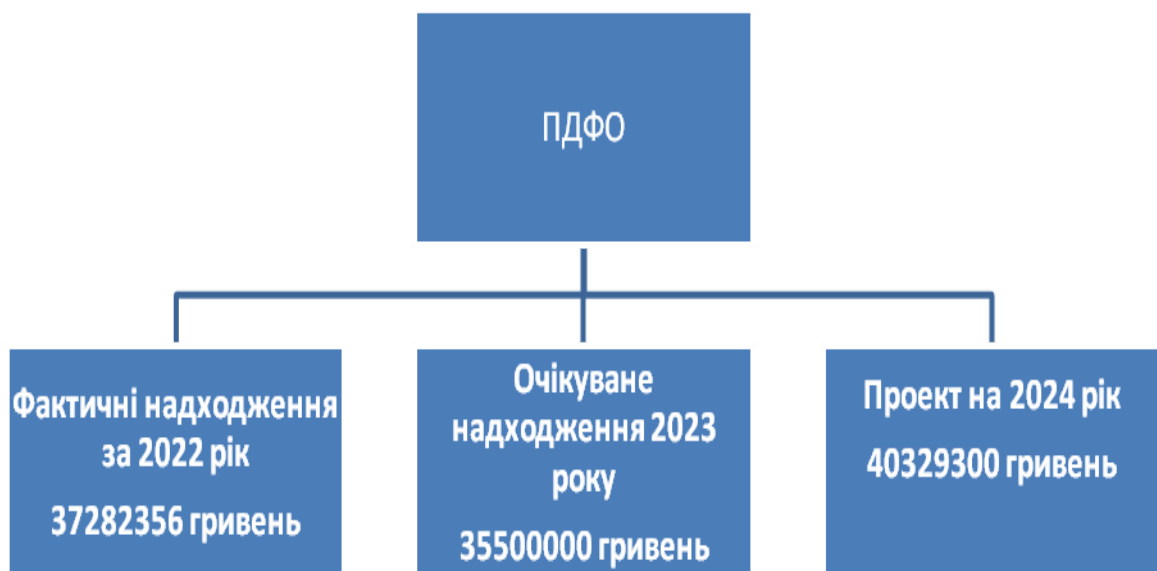 ПДФО
Фактичні надходження
за 2022 рік
37282356 гривень
Очікуване
надходження 2023
року
35500000 гривень
Проект на 2024 рік
40329300 гривень